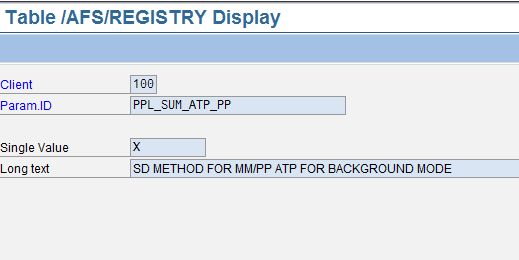 Table /AFS/REGISTRY Display
Client 100
Param.ID PPL_SUM_ATP_PP
Single Value X
Long text SD METHOD FOR MM/PP ATP FOR BACKGROUND MODE